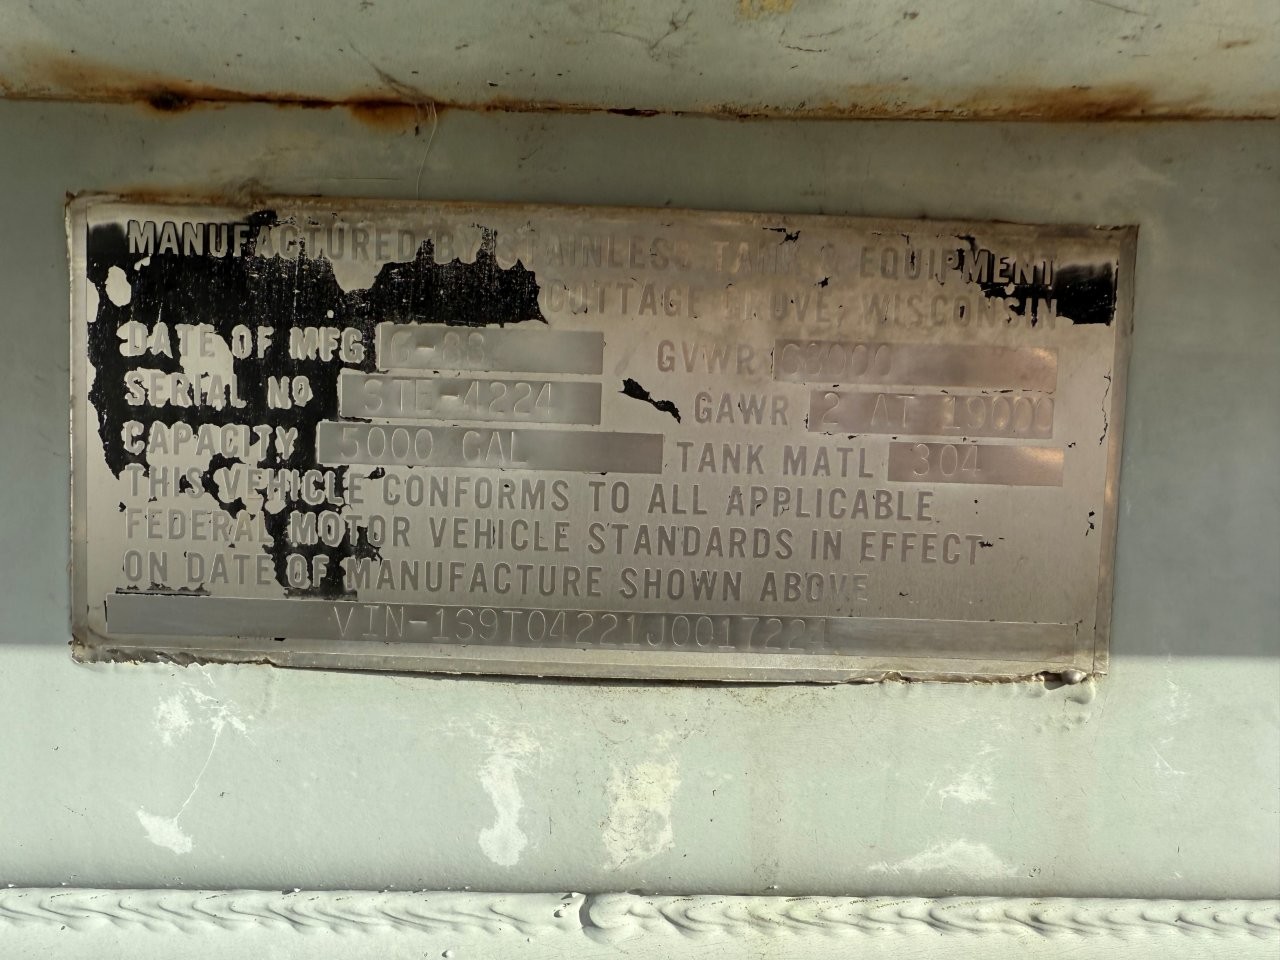 MANUFACTURED BY STAINLESS TANK & EQUIPMENT
COTTAGE GROVE, WISCONSIN
DATE OF MFG 6-88 GVWR 68000
SERIAL Nº STE-4224 GAWR 2 AT 19000
CAPACITY 5000 GAL TANK MATL 304
THIS VEHICLE CONFORMS TO ALL APPLICABLE
FEDERAL MOTOR VEHICLE STANDARDS IN EFFECT
ON DATE OF MANUFACTURE SHOWN ABOVE
VIN-1S9T04221J0017221